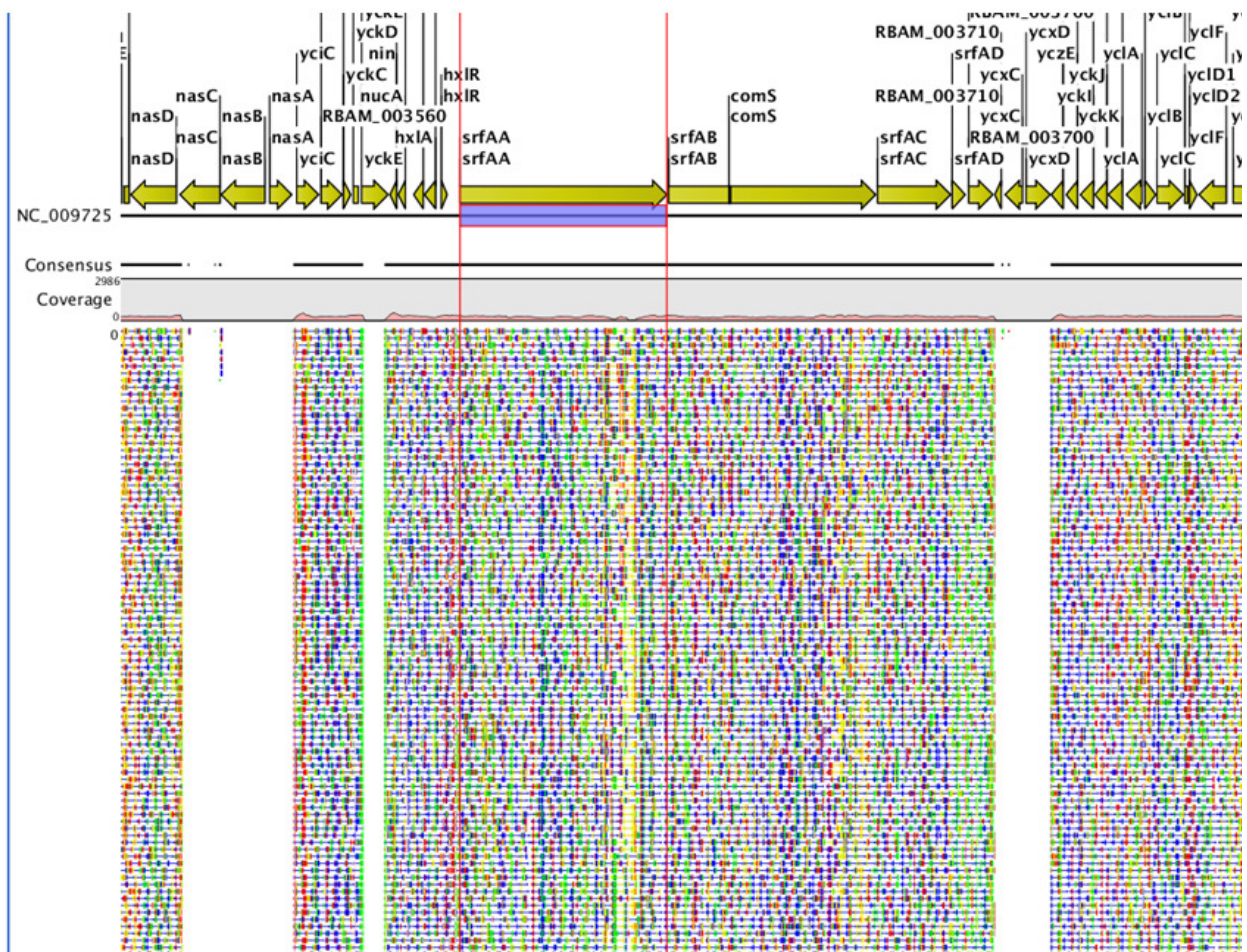 yckE RBAM_003700 yclB
yckD RBAM_003710 ycxD yclF
E yciC nin srfAD yczE yclA yclC
yckC hxlR ycxC yckJ yclD1
nasC nasA nucA hxlR comS RBAM_003710 yckI yclD2
nasD nasB RBAM_003560 comS ycxC yckK yclB
nasC nasA hxlA srfAA srfAB srfAC RBAM_003700 yclF
nasD nasB yciC yckE srfAA srfAB srfAC srfAD ycxD yclA yclC
NC_009725
Consensus
2986
Coverage
0
0